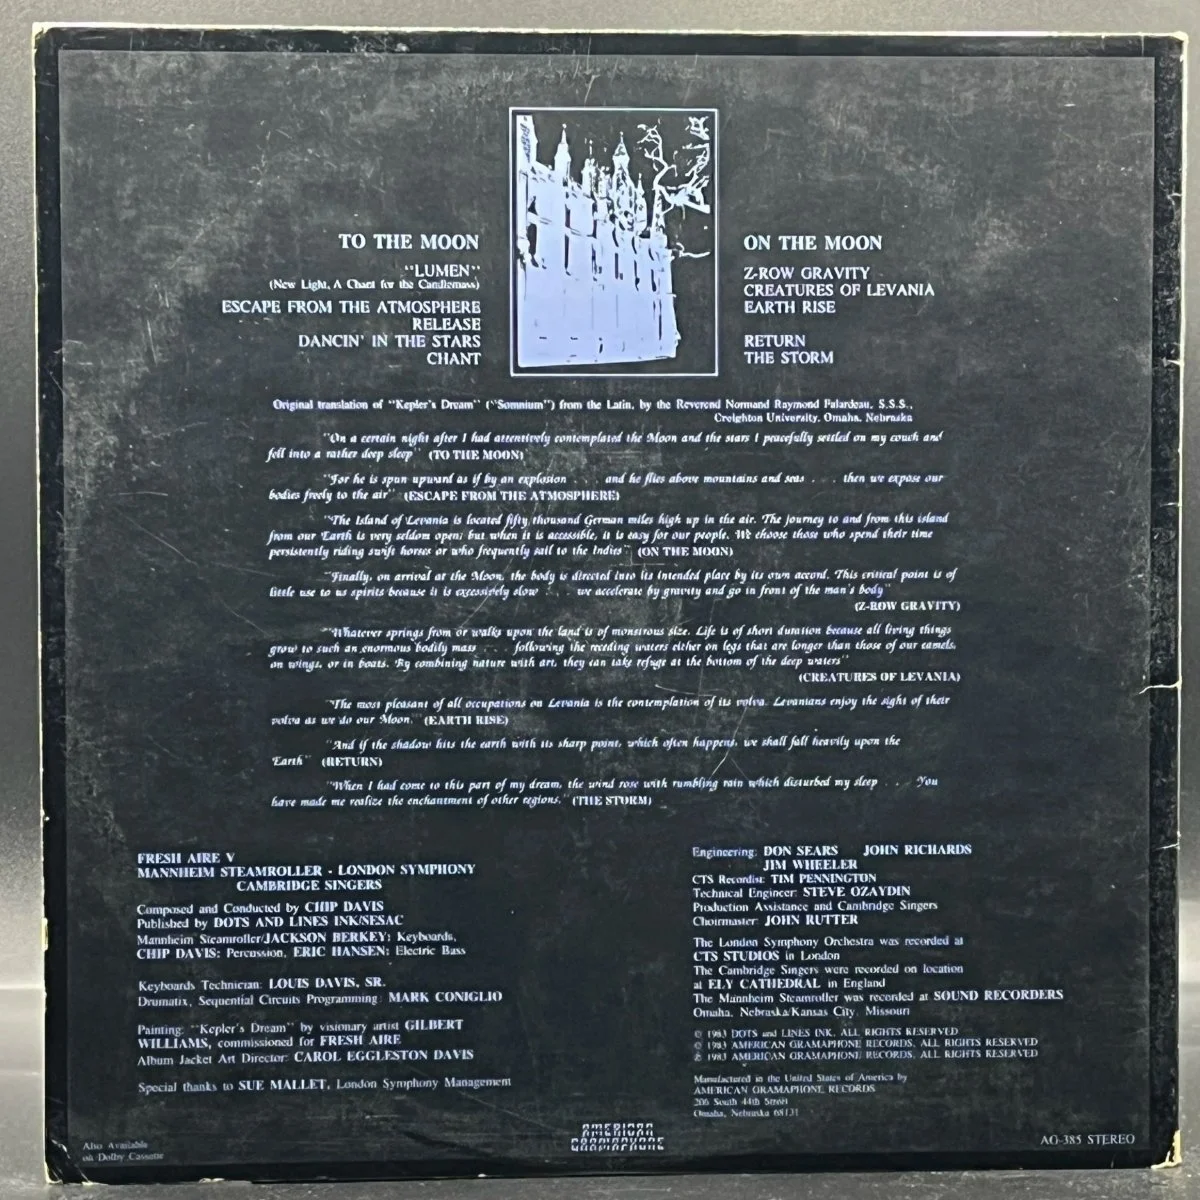 TO THE MOON
"LUMEN"
(New Light, A Chant for the Candlemass)
ESCAPE FROM THE ATMOSPHERE
RELEASE
DANCIN' IN THE STARS
CHANT
ON THE MOON
Z-ROW GRAVITY
CREATURES OF LEVANIA
EARTH RISE
RETURN
THE STORM
Original translation of "Kepler's Dream" ("Somnium") from the Latin, by the Reverend Normand Raymond Falardeau, S.S.S.,
Creighton University, Omaha, Nebraska
"On a certain night after I had attentively contemplated the Moon and the stars I peacefully settled on my couch and
fell into a rather deep sleep" (TO THE MOON)
"For he is spun upward as if by an explosion . . . and he flies above mountains and seas . . . then we expose our
bodies freely to the air" (ESCAPE FROM THE ATMOSPHERE)
"The Island of Levania is located fifty thousand German miles high up in the air. The journey to and from this island
from our Earth is very seldom open; but when it is accessible, it is easy for our people. We choose those who spend their time
persistently riding swift horses or who frequently sail to the Indies" (ON THE MOON)
"Finally, on arrival at the Moon, the body is directed into its intended place by its own accord. This critical point is of
little use to us spirits because it is excessively slow . . . we accelerate by gravity and go in front of the man's body"
(Z-ROW GRAVITY)
"Whatever springs from or walks upon the land is of monstrous size. Life is of short duration because all living things
grow to such an enormous bodily mass . . . following the receding waters either on legs that are longer than those of our camels,
on wings, or in boats. By combining nature with art, they can take refuge at the bottom of the deep waters"
(CREATURES OF LEVANIA)
"The most pleasant of all occupations on Levania is the contemplation of its volva. Levanians enjoy the sight of their
volva as we do our Moon." (EARTH RISE)
"And if the shadow hits the earth with its sharp point, which often happens, we shall fall heavily upon the
Earth" (RETURN)
"When I had come to this part of my dream, the wind rose with rumbling rain which disturbed my sleep . . . You
have made me realize the enchantment of other regions." (THE STORM)
FRESH AIRE V
MANNHEIM STEAMROLLER - LONDON SYMPHONY
CAMBRIDGE SINGERS
Composed and Conducted by CHIP DAVIS
Published by DOTS AND LINES INK/SESAC
Mannheim Steamroller/JACKSON BERKEY: Keyboards,
CHIP DAVIS: Percussion, ERIC HANSEN: Electric Bass
Keyboards Technician: LOUIS DAVIS, SR.
Drumatix, Sequential Circuits Programming: MARK CONIGLIO
Painting: "Kepler's Dream" by visionary artist GILBERT
WILLIAMS, commissioned for FRESH AIRE
Album Jacket Art Director: CAROL EGGLESTON DAVIS
Special thanks to SUE MALLET, London Symphony Management
Engineering: DON SEARS JOHN RICHARDS
JIM WHEELER
CTS Recordist: TIM PENNINGTON
Technical Engineer: STEVE OZAYDIN
Production Assistance and Cambridge Singers
Choirmaster: JOHN RUTTER
The London Symphony Orchestra was recorded at
CTS STUDIOS in London
The Cambridge Singers were recorded on location
at ELY CATHEDRAL in England
The Mannheim Steamroller was recorded at SOUND RECORDERS
Omaha, Nebraska/Kansas City, Missouri
© 1983 DOTS and LINES INK, ALL RIGHTS RESERVED
© 1983 AMERICAN GRAMAPHONE RECORDS, ALL RIGHTS RESERVED
℗ 1983 AMERICAN GRAMAPHONE RECORDS, ALL RIGHTS RESERVED
Manufactured in the United States of America by
AMERICAN GRAMAPHONE RECORDS
206 South 44th Street
Omaha, Nebraska 68131
Also Available
on Dolby Cassette
AMERICAN
GRAMAPHONE
AG-385 STEREO